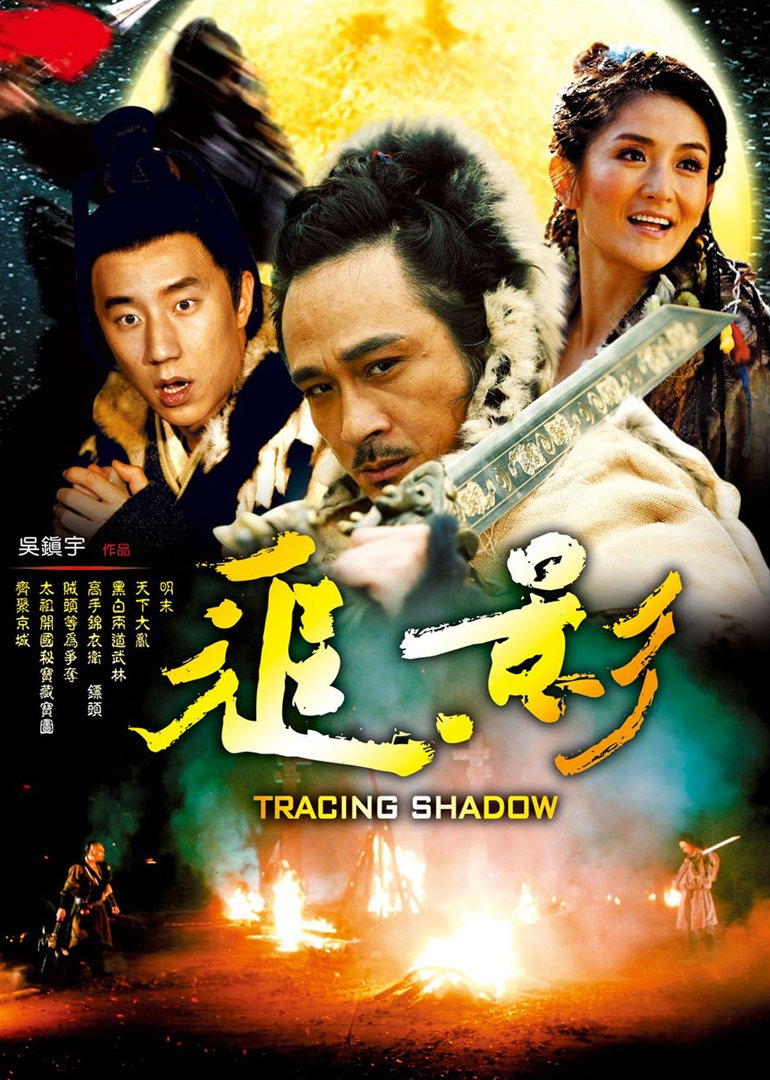 吳鎮宇 作品
明末
天下大亂
黑白兩道武林
高手錦衣衛 鏢頭
賊頭等為爭奪
太祖開國秘寶藏寶圖
齊聚京城
追.影
TRACING SHADOW